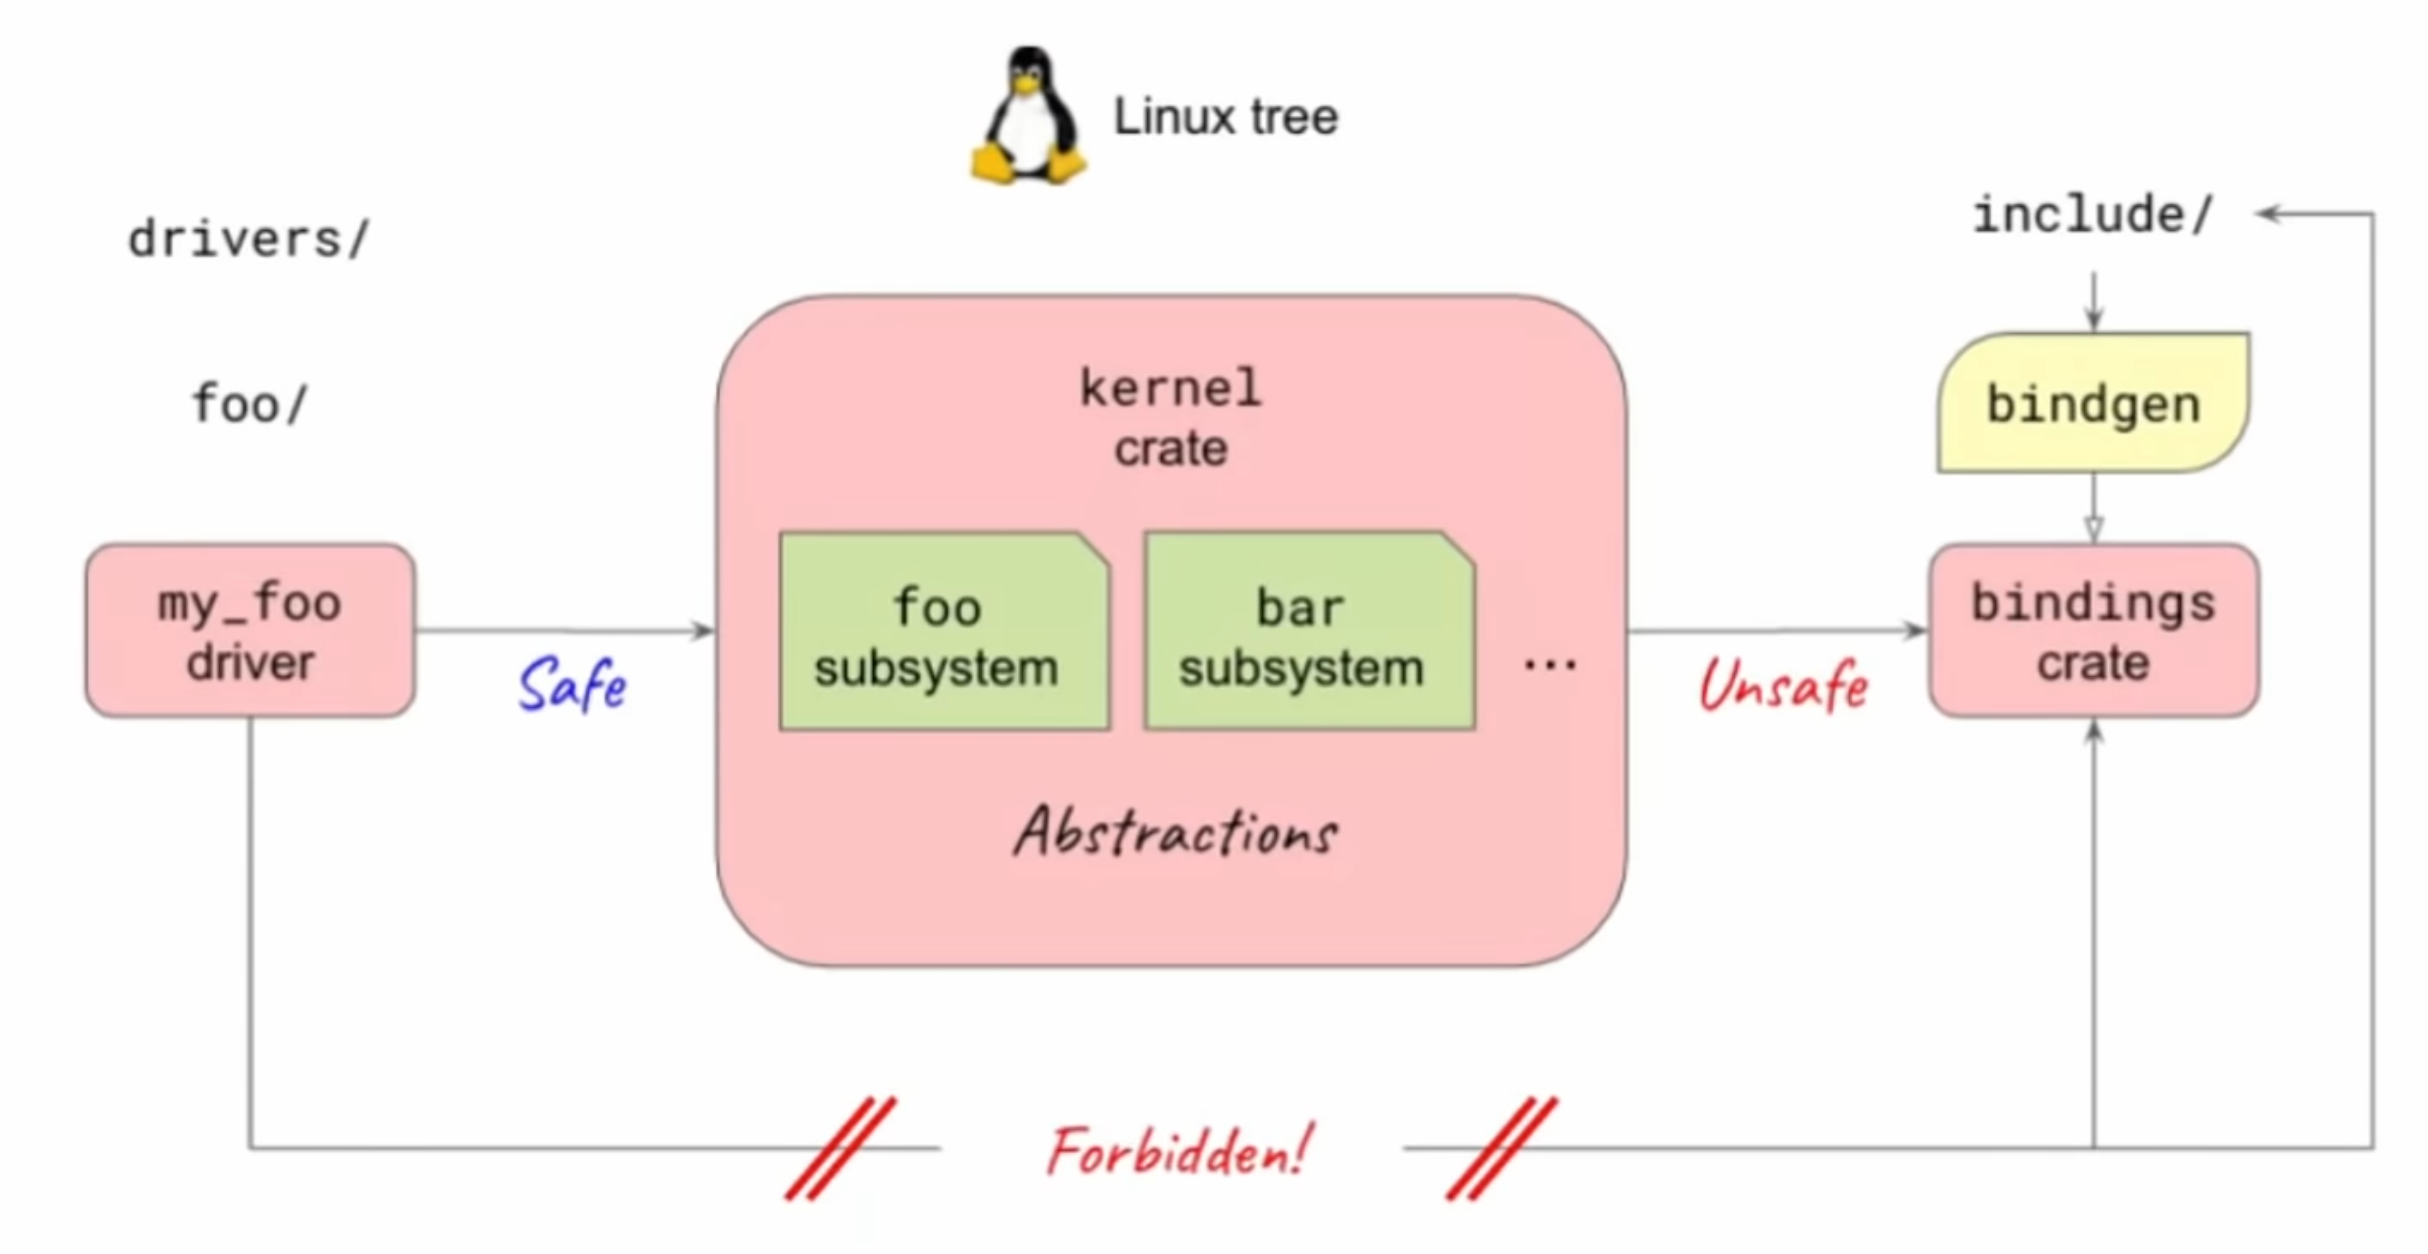 Linux tree
drivers/
include/
foo/
kernel
crate
bindgen
my_foo
driver
Safe
foo
subsystem
bar
subsystem
...
Abstractions
Unsafe
bindings
crate
Forbidden!